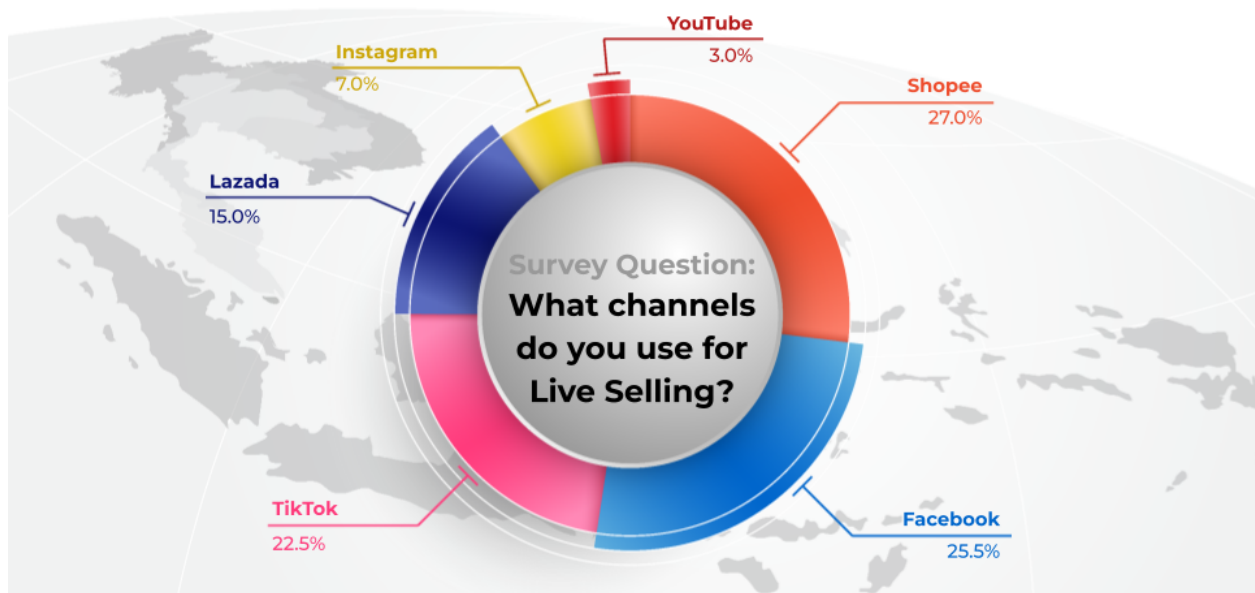 YouTube
3.0%
Instagram
7.0%
Shopee
27.0%
Lazada
15.0%
Survey Question:
What channels
do you use for
Live Selling?
TikTok
22.5%
Facebook
25.5%